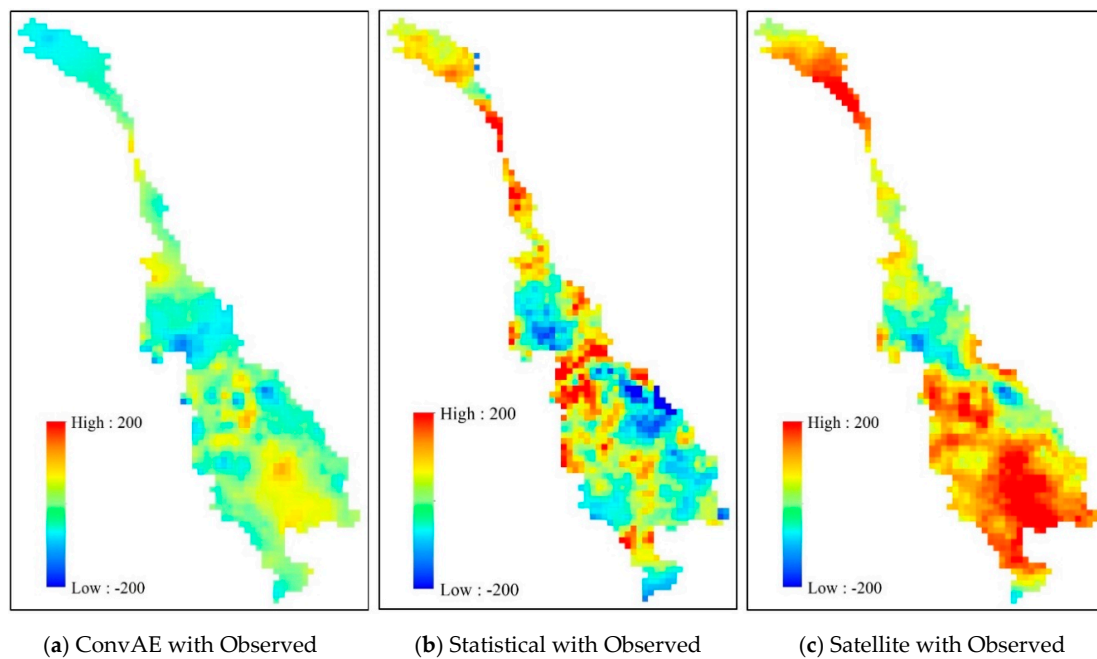 High : 200
Low : -200
High : 200
Low : -200
High : 200
Low : -200
(a) ConvAE with Observed
(b) Statistical with Observed
(c) Satellite with Observed